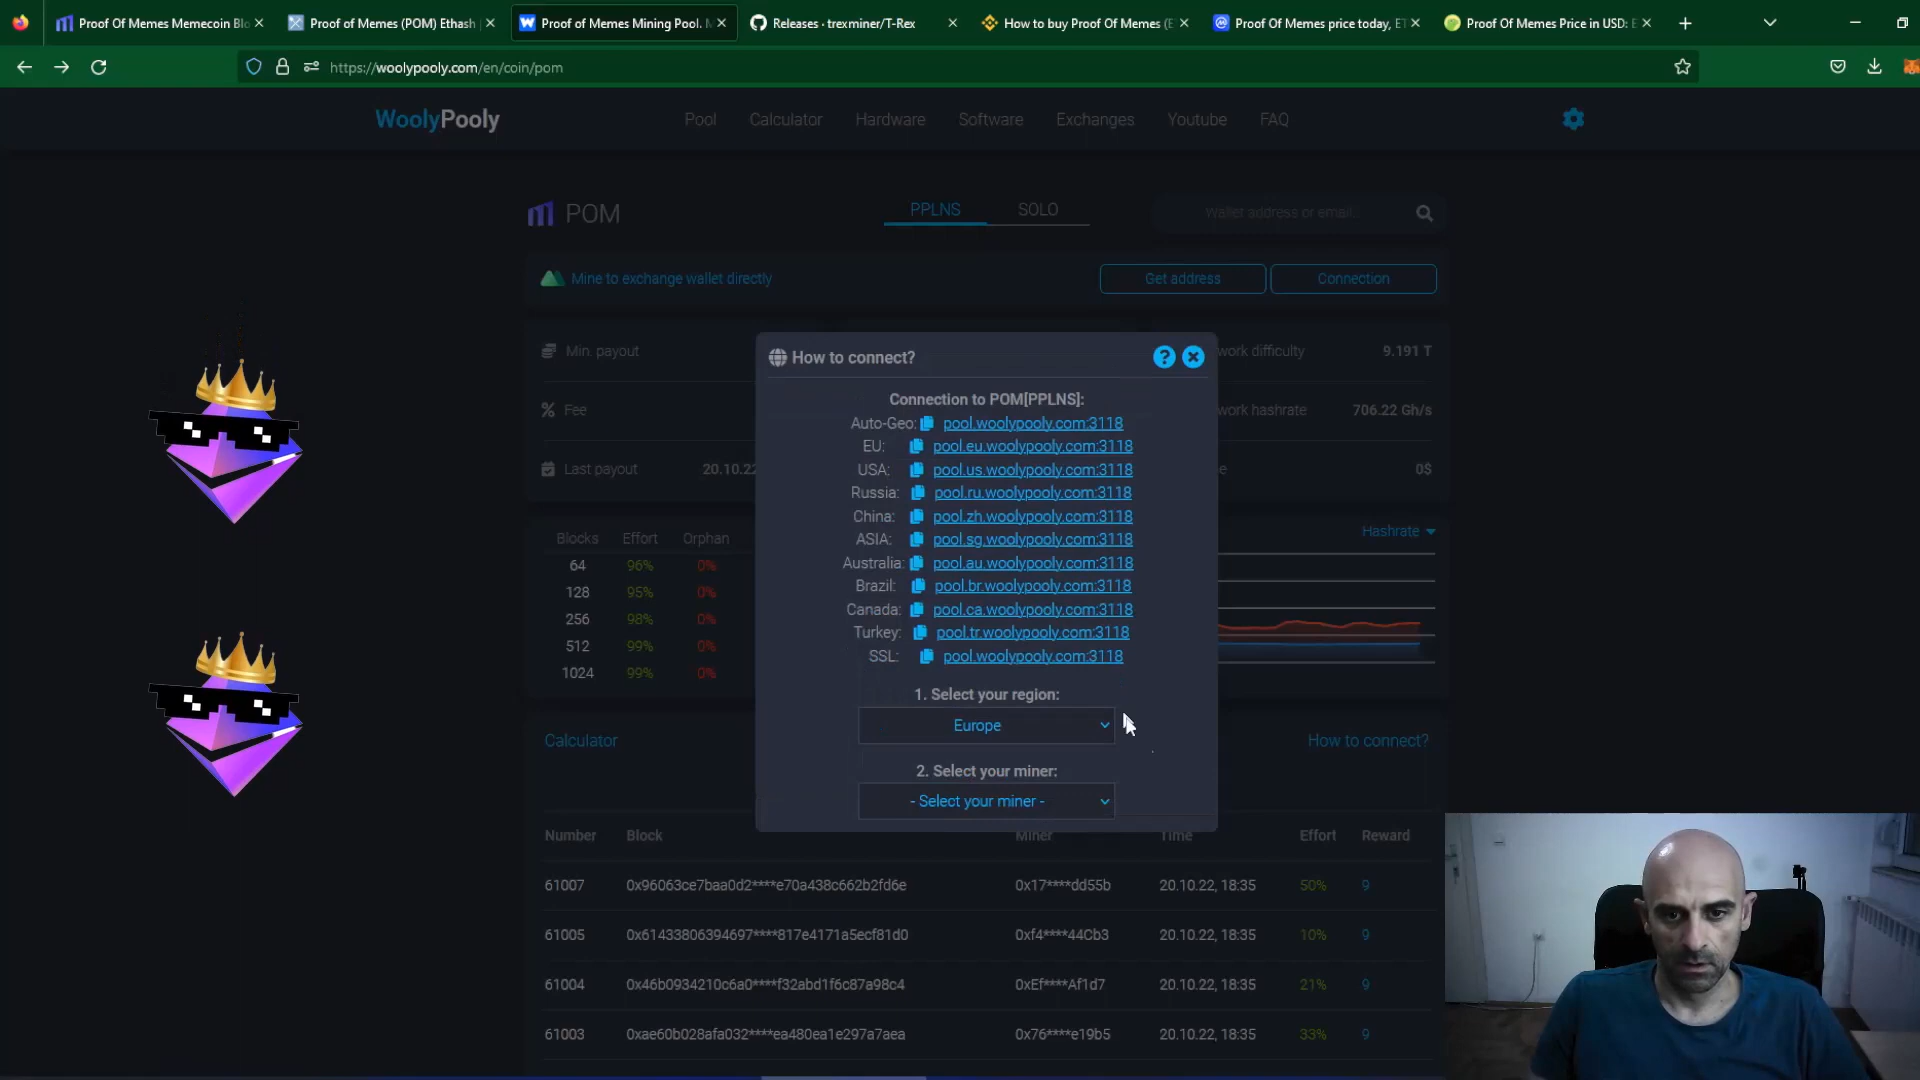 Proof Of Memes Memecoin Blo
Proof of Memes (POM) Ethash
Proof of Memes Mining Pool. M
Releases · trexminer/T-Rex
How to buy Proof Of Memes (E
Proof Of Memes price today, ET
Proof Of Memes Price in USD: E
https://woolypooly.com/en/coin/pom
WoolyPooly
Pool
Calculator
Hardware
Software
Exchanges
Youtube
FAQ
POM
PPLNS
SOLO
Wallet address or email
Mine to exchange wallet directly
Get address
Connection
Min. payout
work difficulty
9.191 T
Fee
work hashrate
706.22 Gh/s
Last payout
20.10.22
e
0$
How to connect?
?
Connection to POM[PPLNS]:
Auto-Geo: pool.woolypooly.com:3118
EU: pool.eu.woolypooly.com:3118
USA: pool.us.woolypooly.com:3118
Russia: pool.ru.woolypooly.com:3118
China: pool.zh.woolypooly.com:3118
ASIA: pool.sg.woolypooly.com:3118
Australia: pool.au.woolypooly.com:3118
Brazil: pool.br.woolypooly.com:3118
Canada: pool.ca.woolypooly.com:3118
Turkey: pool.tr.woolypooly.com:3118
SSL: pool.woolypooly.com:3118
1. Select your region:
Europe
2. Select your miner:
- Select your miner -
Blocks Effort Orphan
64 96% 0%
128 95% 0%
256 98% 0%
512 99% 0%
1024 99% 0%
Hashrate
Calculator
How to connect?
Number Block Miner Time Effort Reward
61007 0x96063ce7baa0d2****e70a438c662b2fd6e 0x17****dd55b 20.10.22, 18:35 50% 9
61005 0x61433806394697****817e4171a5ecf81d0 0xf4****44Cb3 20.10.22, 18:35 10% 9
61004 0x46b0934210c6a0****f32abd1f6c87a98c4 0xEf****Af1d7 20.10.22, 18:35 21% 9
61003 0xae60b028afa032****ea480ea1e297a7aea 0x76****e19b5 20.10.22, 18:35 33% 9